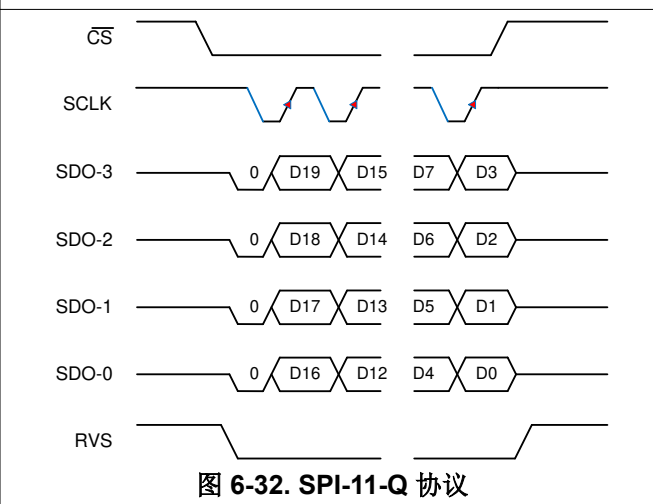 CS
SCLK
SDO-3 0 D19 D15 D7 D3
SDO-2 0 D18 D14 D6 D2
SDO-1 0 D17 D13 D5 D1
SDO-0 0 D16 D12 D4 D0
RVS
图 6-32. SPI-11-Q 协议